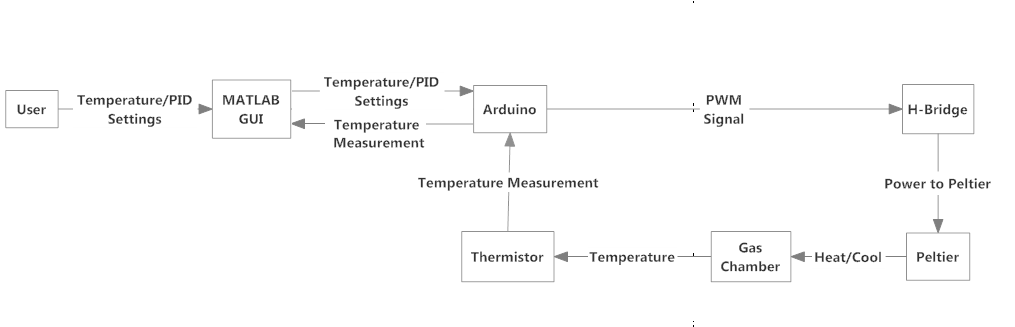 User
Temperature/PID
Settings
MATLAB
GUI
Temperature/PID
Settings
Temperature
Measurement
Arduino
PWM
Signal
H-Bridge
Temperature Measurement
Power to Peltier
Thermistor
Temperature
Gas
Chamber
Heat/Cool
Peltier